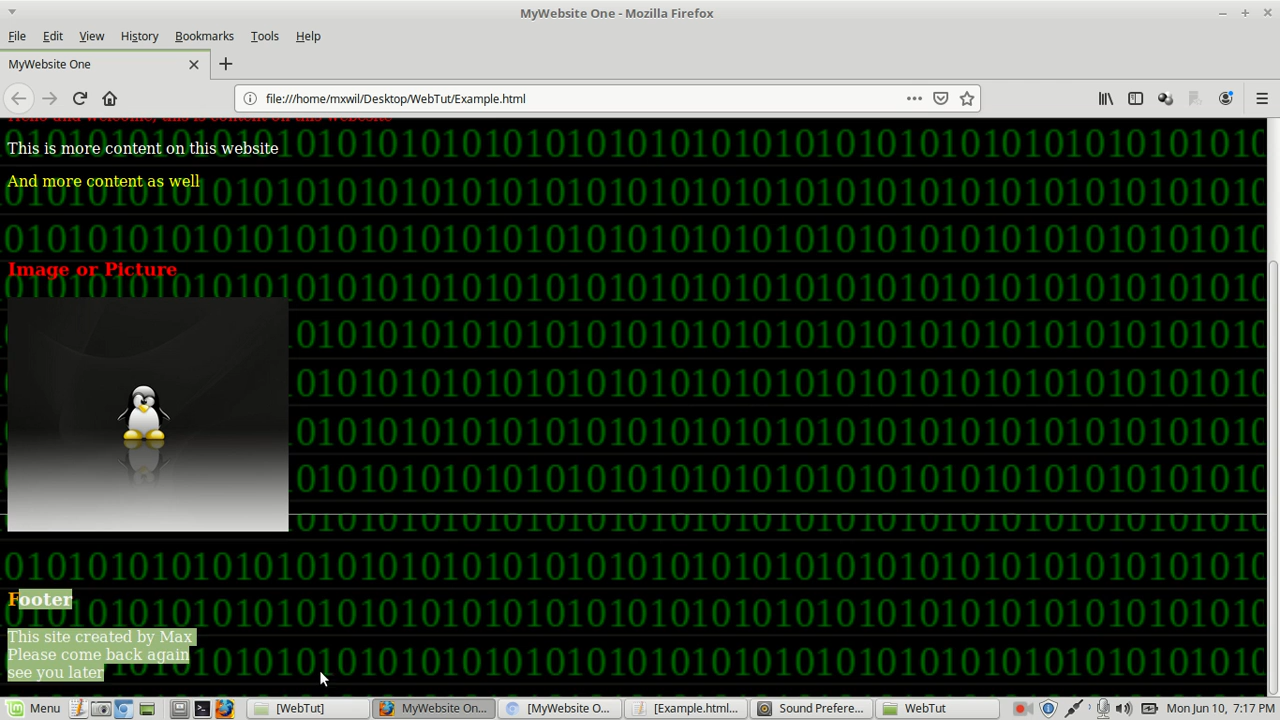 MyWebsite One - Mozilla Firefox
File Edit View History Bookmarks Tools Help
MyWebsite One
file:///home/mxwil/Desktop/WebTut/Example.html
This is more content on this website
And more content as well
Image or Picture
Footer
This site created by Max
Please come back again
see you later
Menu [WebTut] MyWebsite On... [MyWebsite O... [Example.html... Sound Prefere... WebTut Mon Jun 10, 7:17 PM